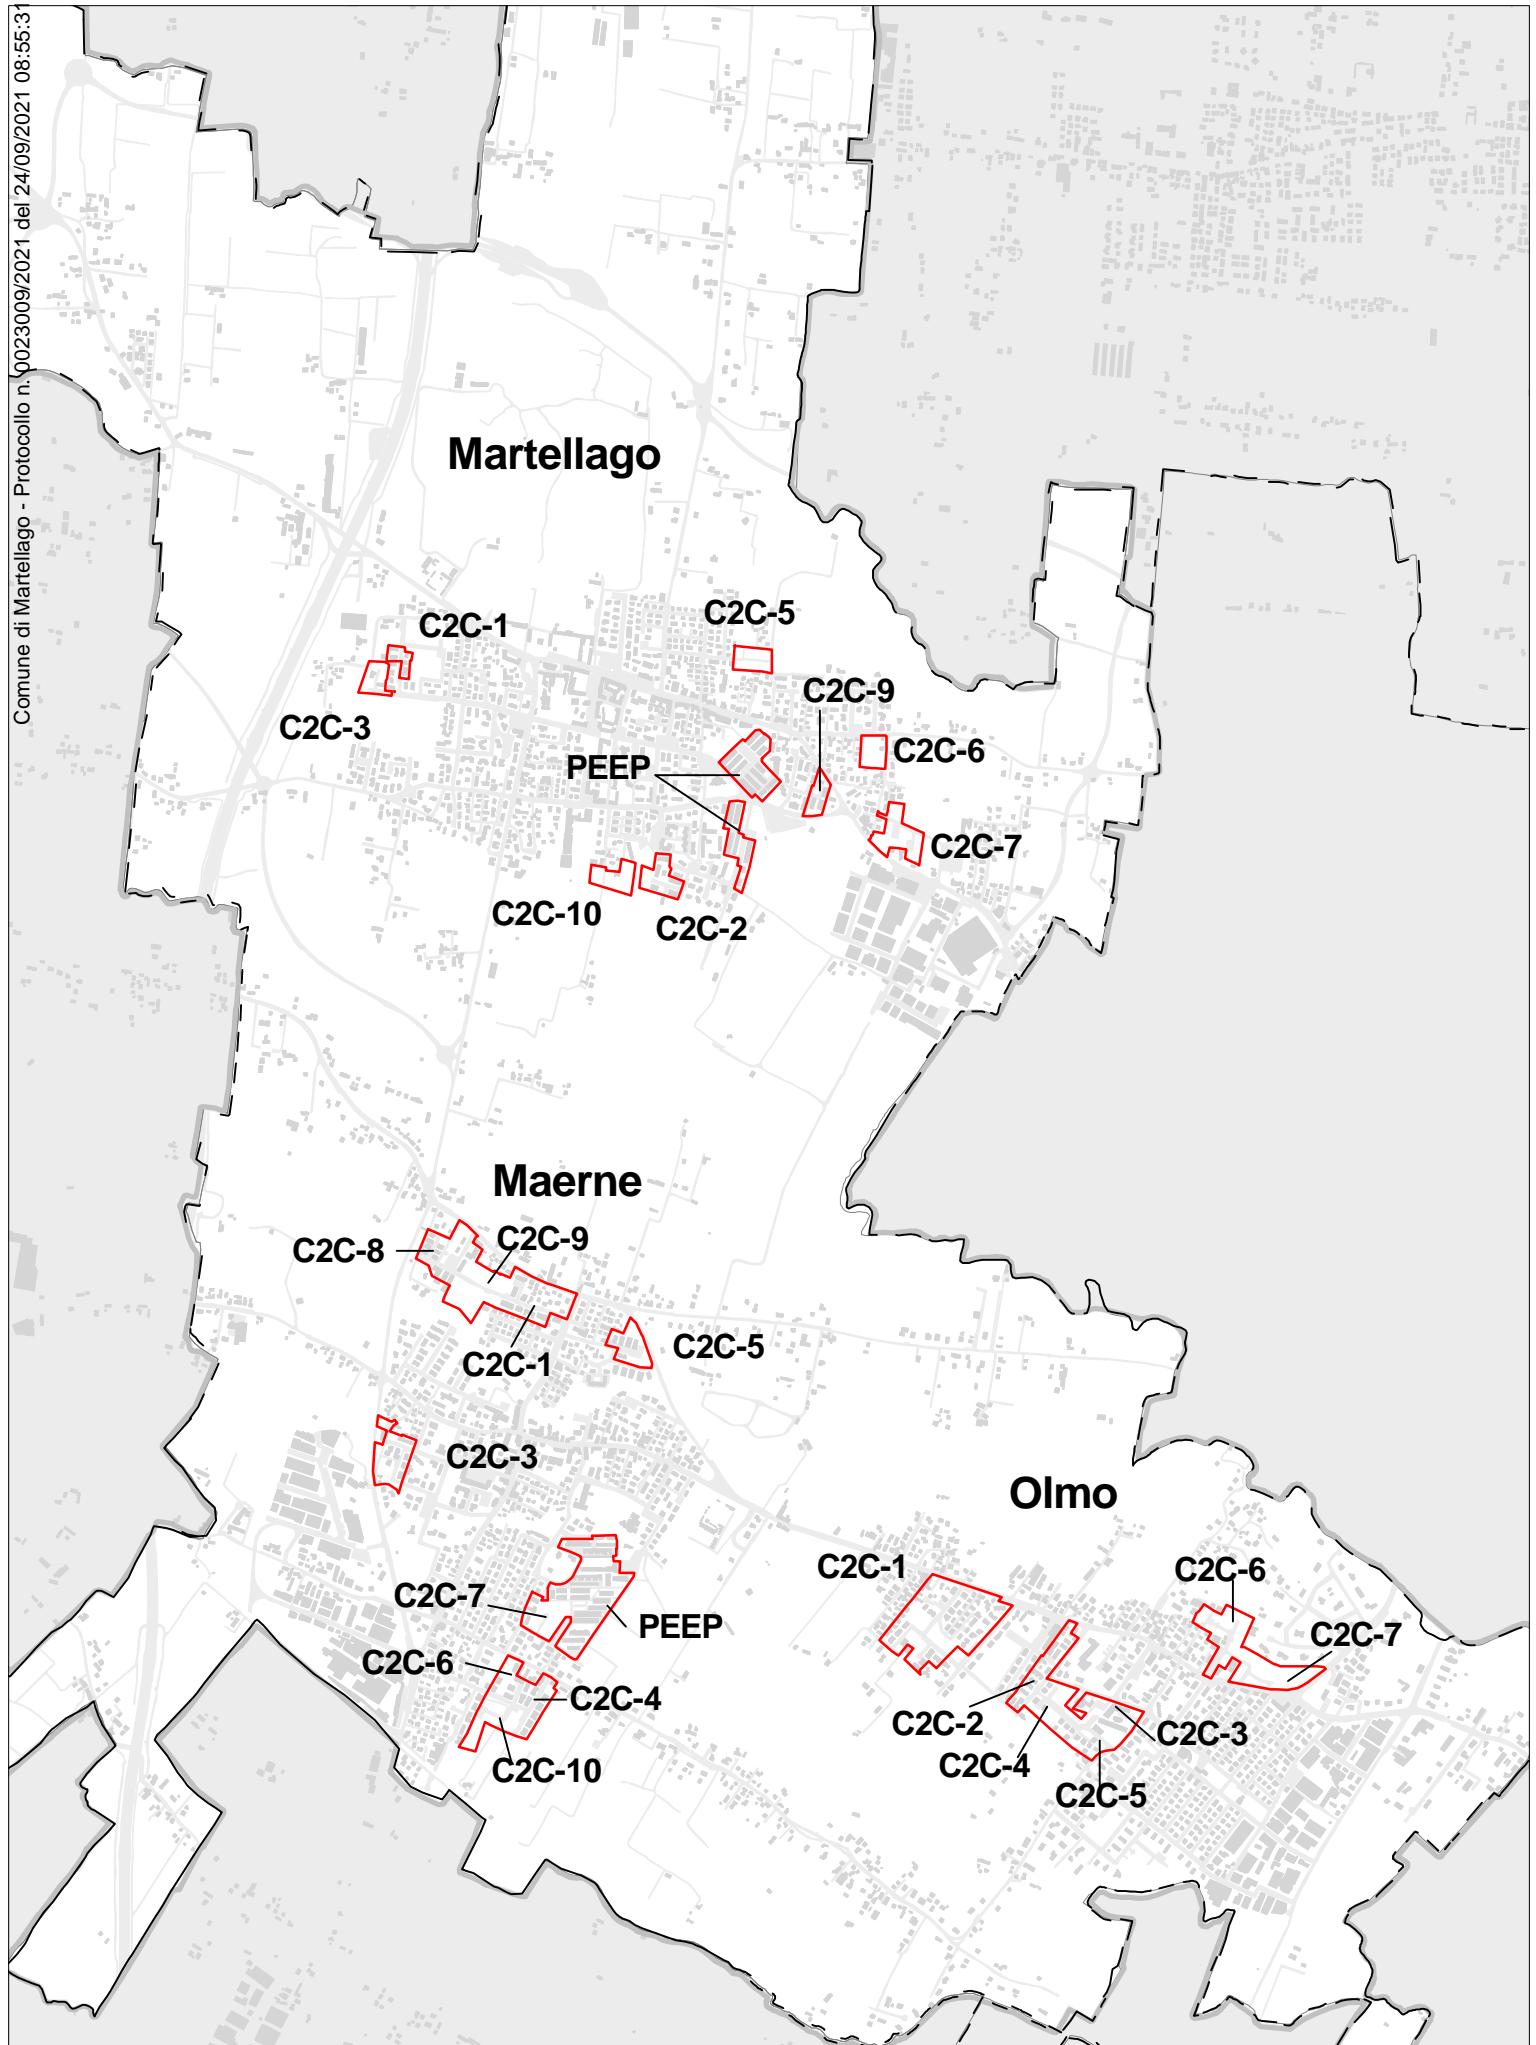 Comune di Martellago - Protocollo n. 0023009/2021 del 24/09/2021 08:55:31
Martellago
C2C-1
C2C-5
C2C-9
C2C-3
PEEP
C2C-6
C2C-7
C2C-10
C2C-2
Maerne
C2C-9
C2C-8
C2C-5
C2C-1
C2C-3
Olmo
C2C-1
C2C-6
C2C-7
PEEP
C2C-7
C2C-6
C2C-4
C2C-2
C2C-3
C2C-4
C2C-10
C2C-5